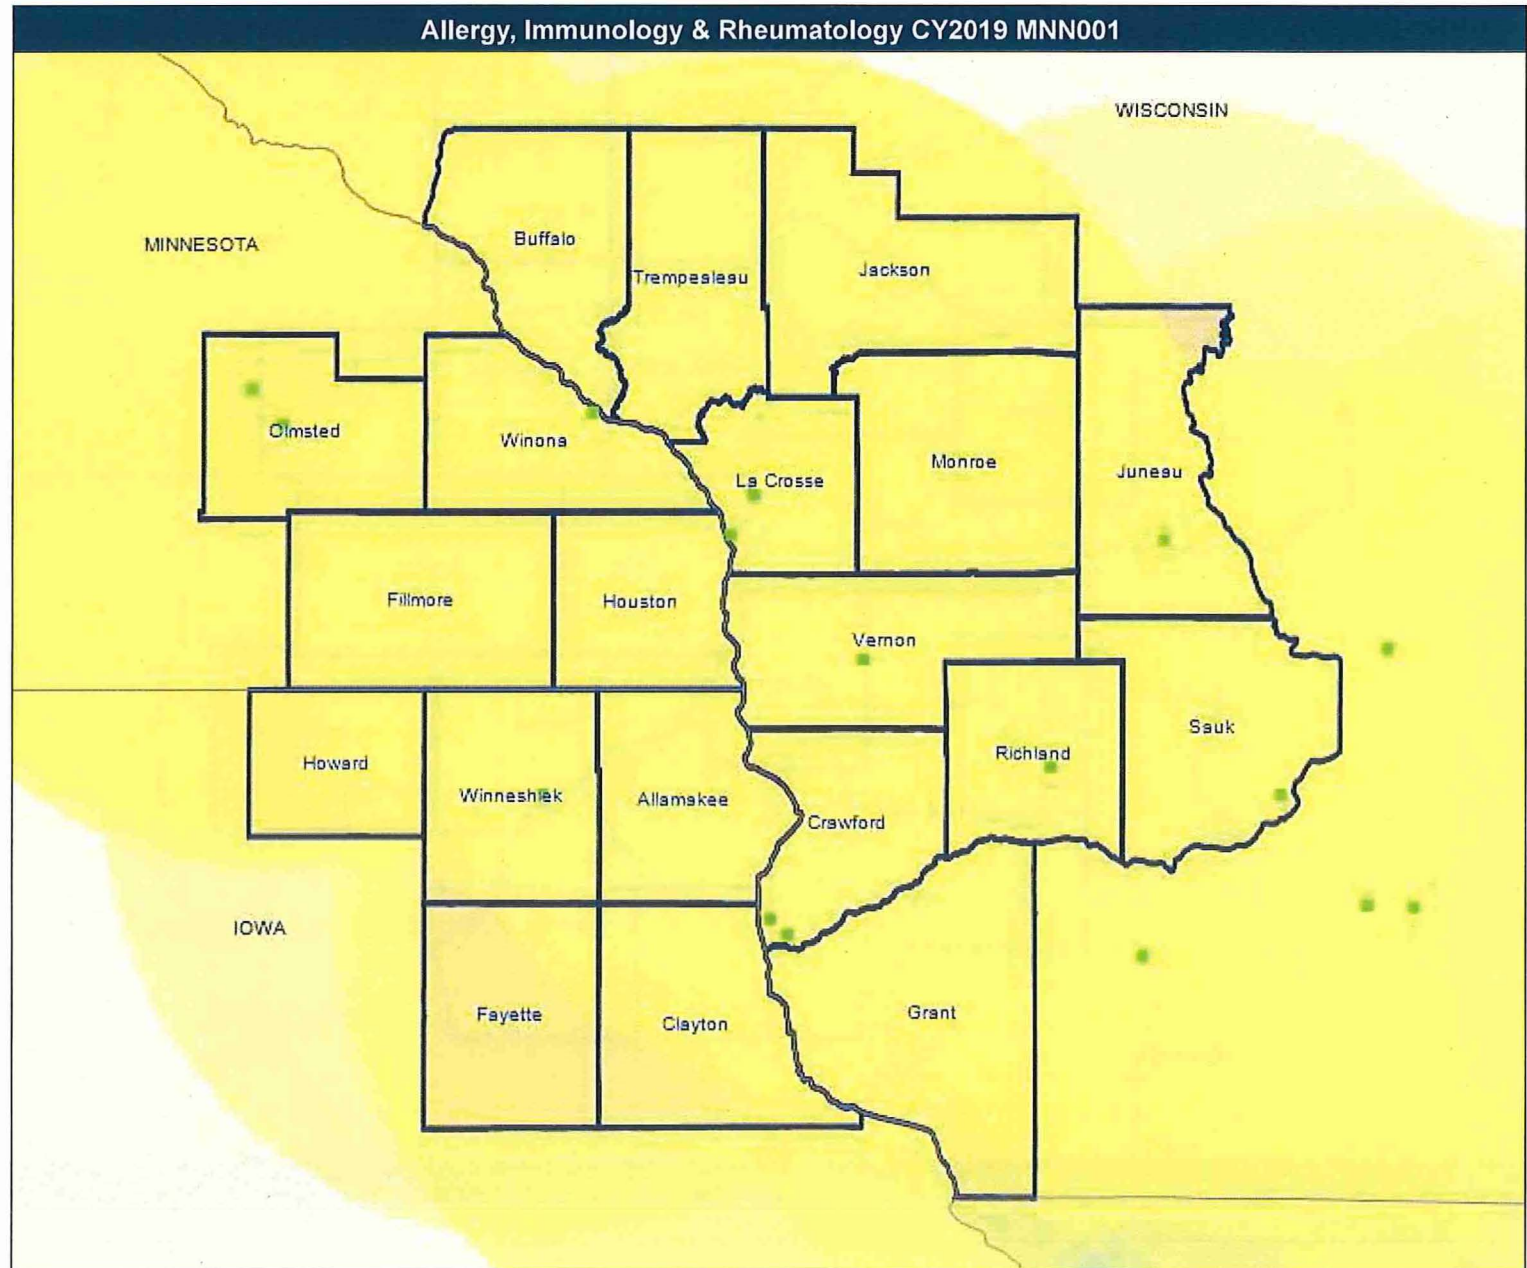 Allergy, Immunology & Rheumatology CY2019 MNN001
WISCONSIN
MINNESOTA
Buffalo
Trempealeau
Jackson
Olmsted
Winona
La Crosse
Monroe
Juneau
Fillmore
Houston
Vernon
Sauk
Richland
Howard
Winneshiek
Allamakee
Crawford
IOWA
Fayette
Clayton
Grant